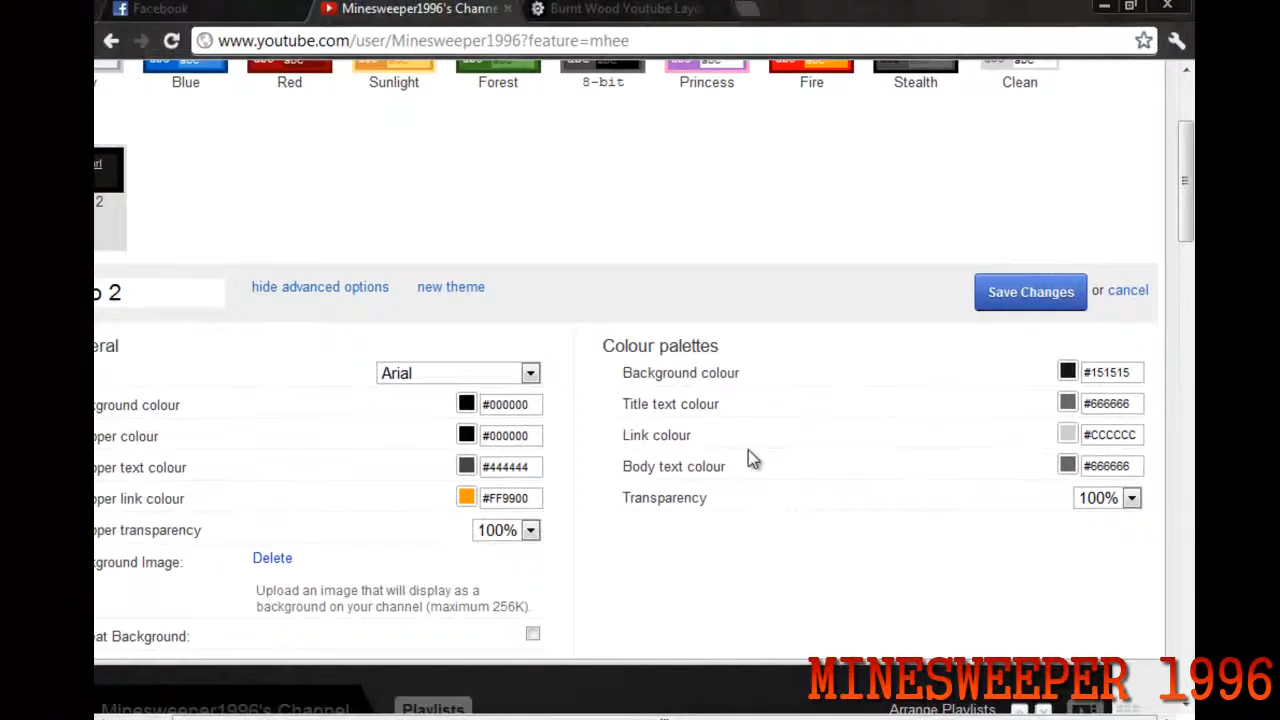 Facebook
Minesweeper1996's Channe
Burnt Wood Youtube Layo
www.youtube.com/user/Minesweeper1996?feature=mhee
Blue
Red
Sunlight
Forest
8-bit
Princess
Fire
Stealth
Clean
url
2
o 2
hide advanced options
new theme
Save Changes
or cancel
eral
Arial
kground colour
#000000
pper colour
#000000
pper text colour
#444444
pper link colour
#FF9900
pper transparency
100%
kground Image:
Delete
Upload an image that will display as a
background on your channel (maximum 256K).
eat Background:
Colour palettes
Background colour
#151515
Title text colour
#666666
Link colour
#CCCCCC
Body text colour
#666666
Transparency
100%
Minesweeper1996's Channel
Playlists
Arrange Playlists
MINESWEEPER 1996